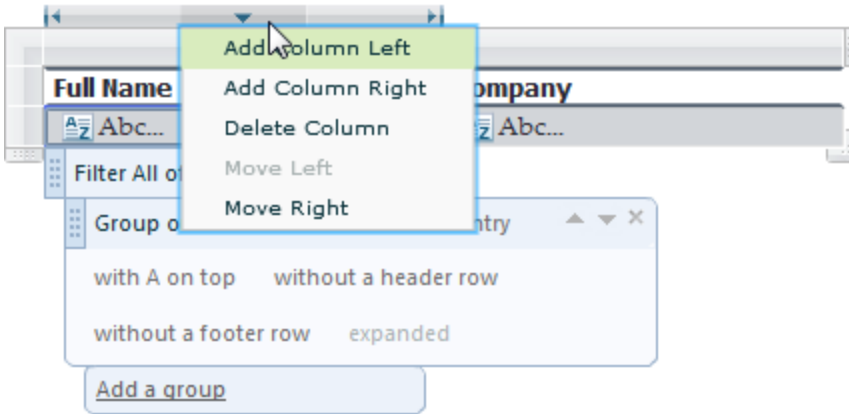 Add Column Left
Full Name Add Column Right ompany
Abc... Delete Column Abc...
Filter All of Move Left
Group o Move Right ntry
with A on top without a header row
without a footer row expanded
Add a group